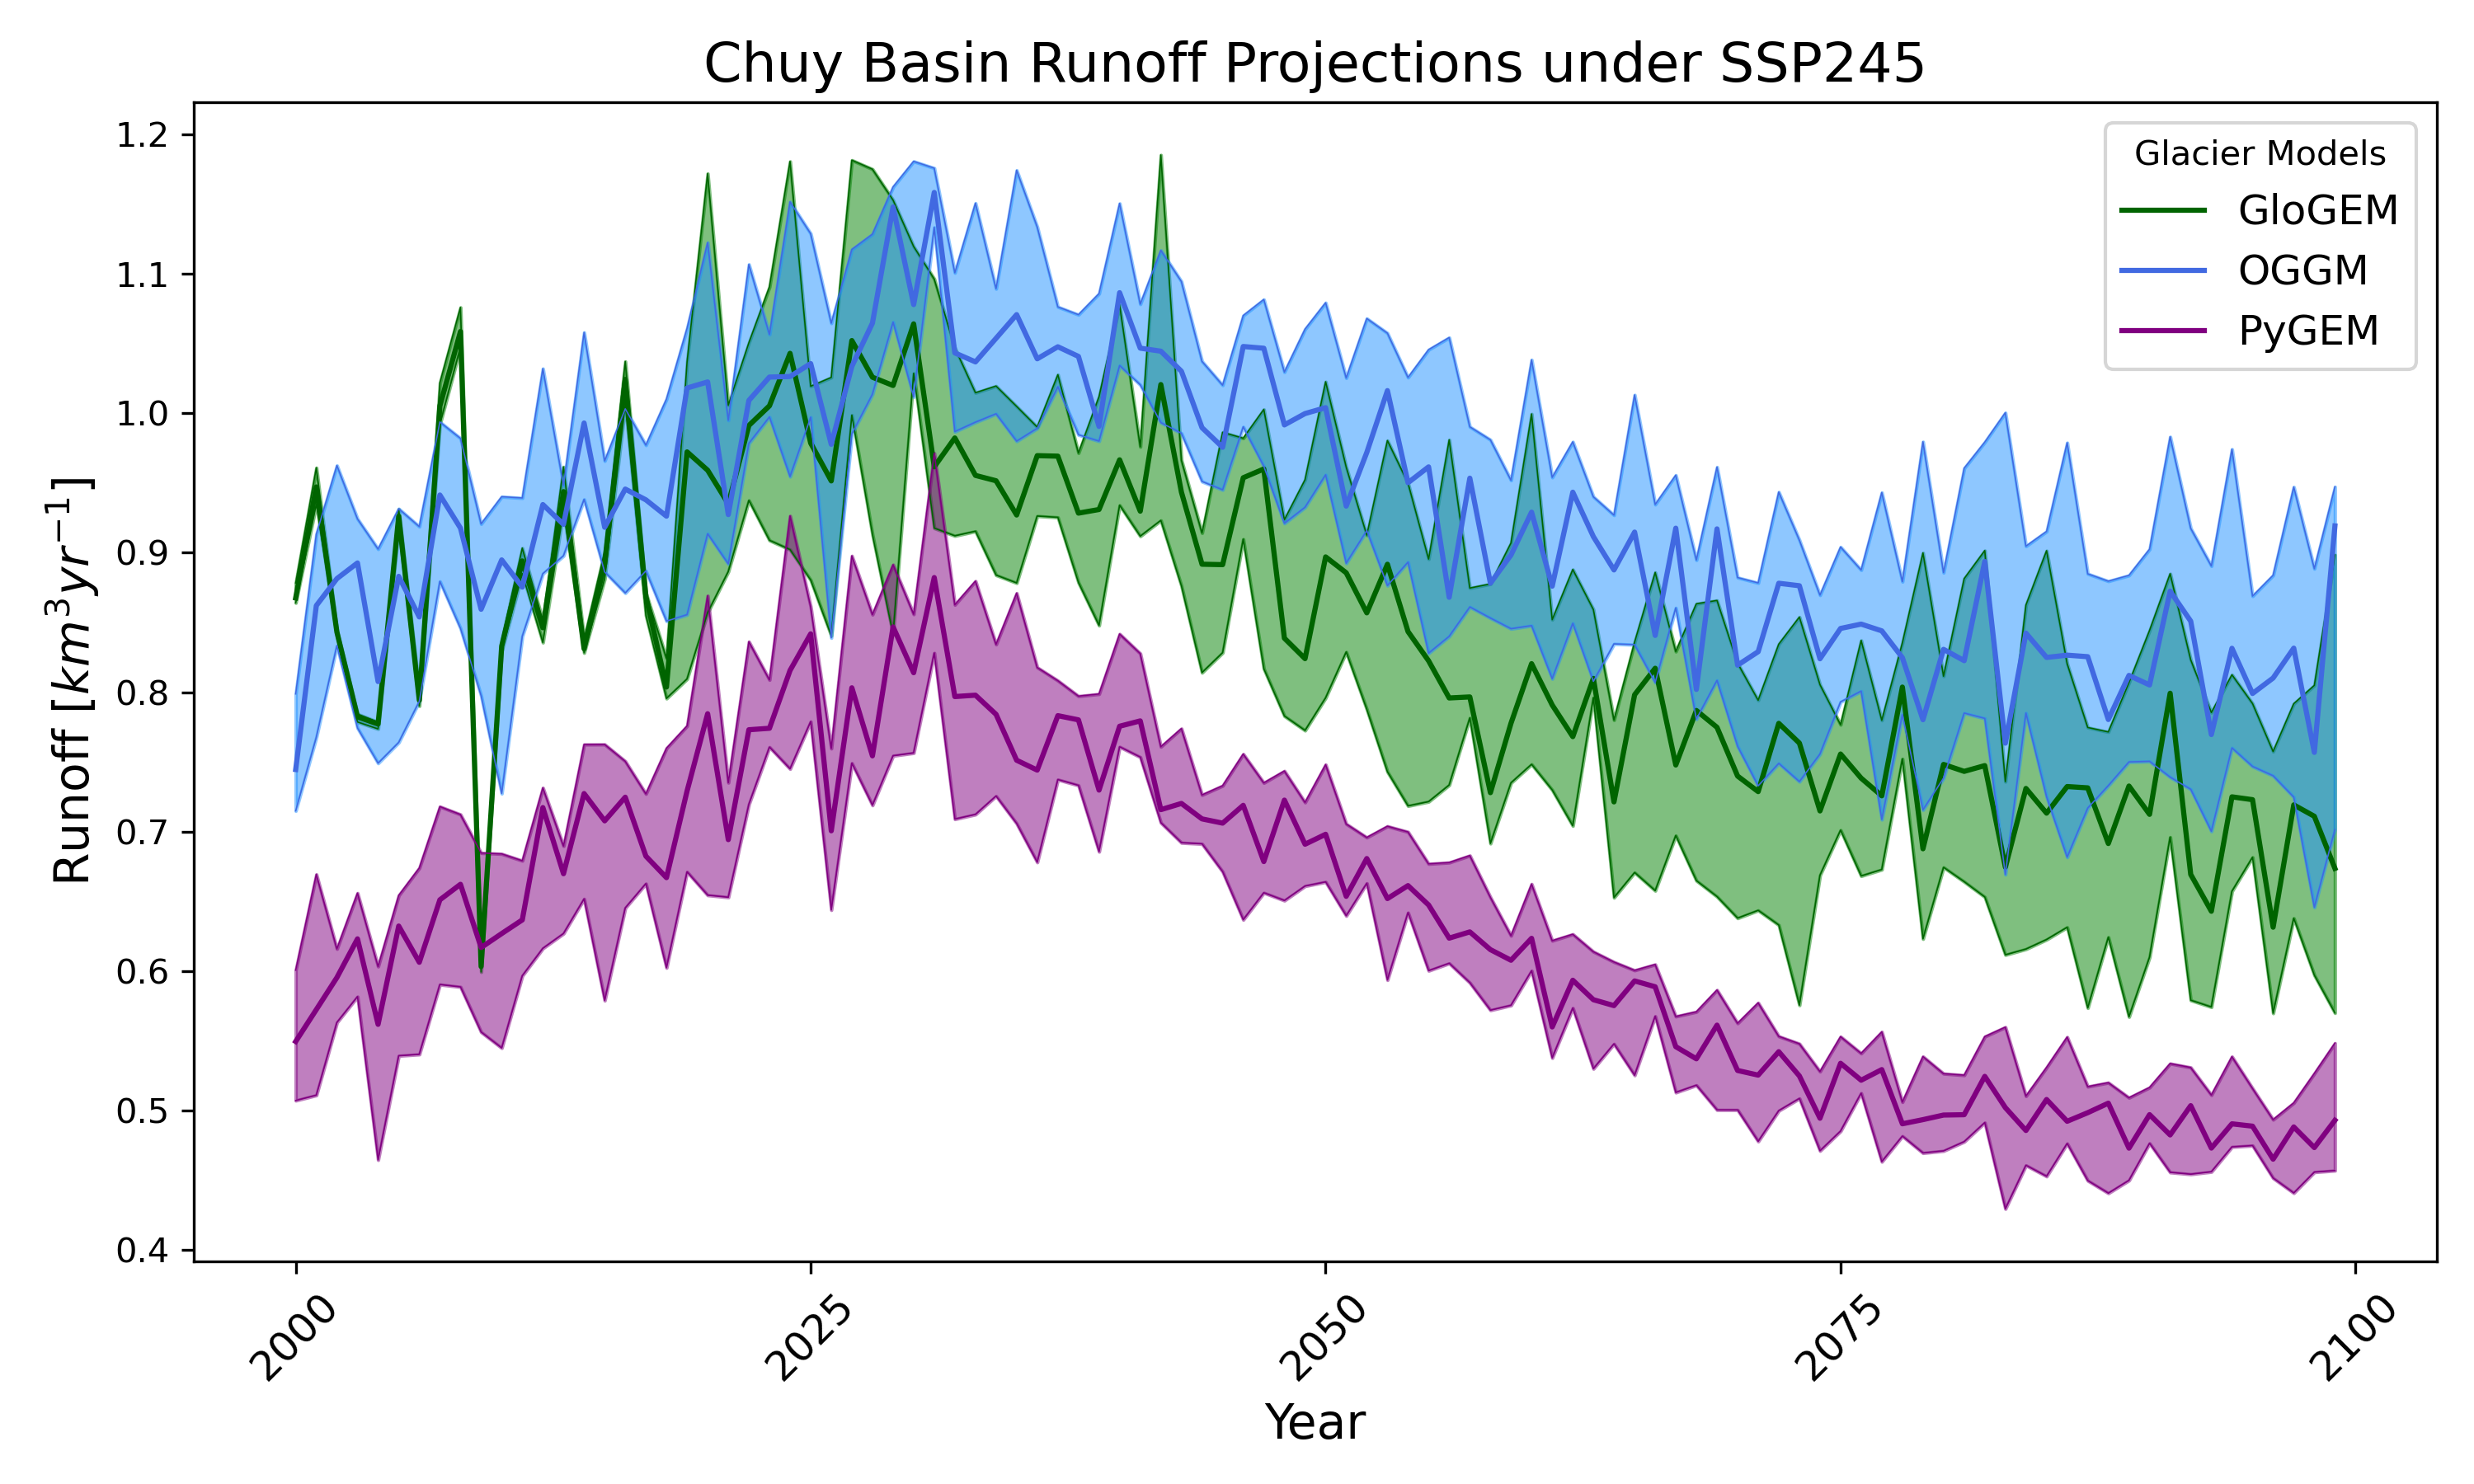 Chuy Basin Runoff Projections under SSP245
Glacier Models
GloGEM
OGGM
PyGEM
Runoff [km³yr⁻¹]
1.2
1.1
1.0
0.9
0.8
0.7
0.6
0.5
0.4
2000
2025
2050
2075
2100
Year